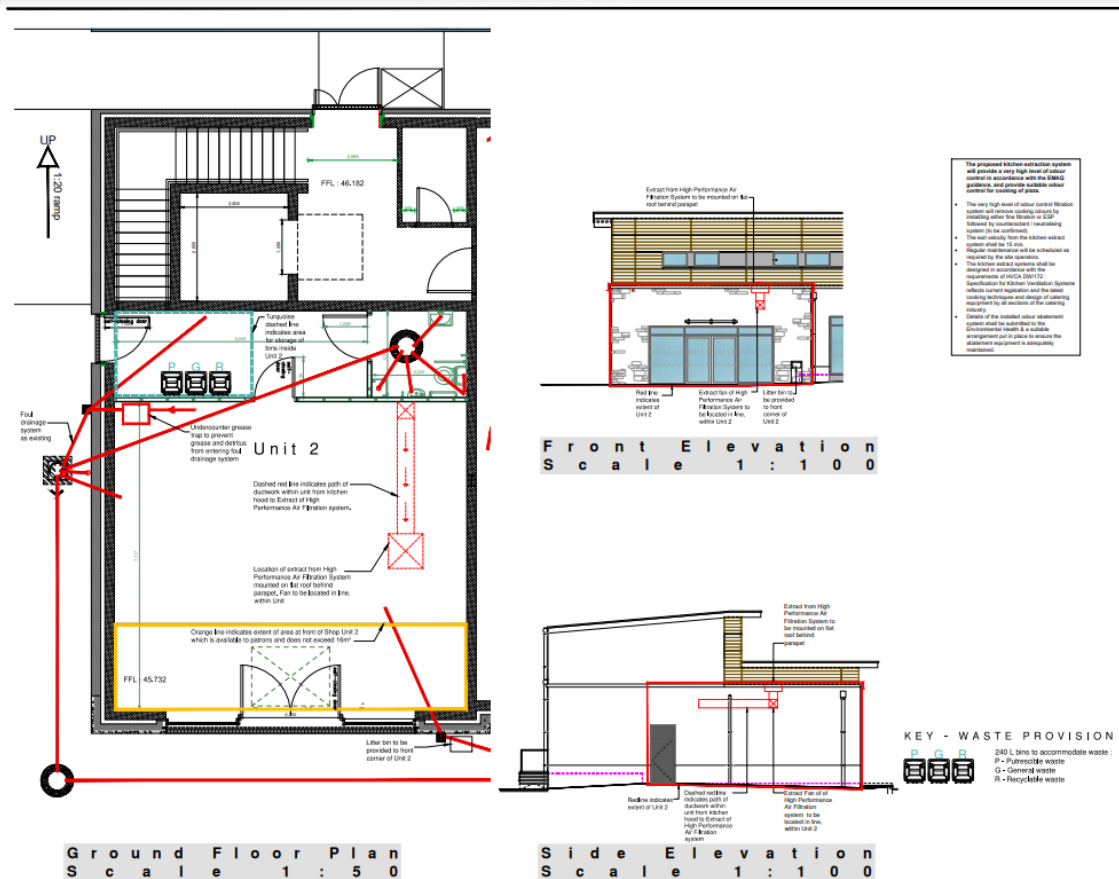 UP
1:20 ramp
2,000
FFL : 46.182
Turquoise
dashed line
indicates area
for storage of
bins inside
Unit 2
P G R
Foul
drainage
system
as existing
Undercounter grease
trap to prevent
grease and detritus
from entering foul
drainage system
Unit 2
Dashed red line indicates path of
ductwork within unit from kitchen
hood to Extract of High
Performance Air Filtration system.
Location of extract from High
Performance Air Filtration System
mounted on flat roof behind
parapet. Fan to be located in line,
within Unit
Orange line indicates extent of area at front of Shop Unit 2
which is available to patrons and does not exceed 16m²
FFL : 45.732
Litter bin to be
provided to front
corner of Unit 2
Ground Floor Plan
Scale 1:50
Extract from High Performance Air
Filtration System to be mounted on flat
roof behind parapet
Red line
indicates
extent of
Unit 2
Extract fan of High
Performance Air
Filtration System to
be located in line,
within Unit 2
Litter bin to
be provided
to front
corner of
Unit 2
Front Elevation
Scale 1:100
The proposed kitchen extraction system
will provide a very high level of odour
control in accordance with the EMAQ
guidance, and provide suitable odour
control for cooking of pizza.
• The very high level of odour control filtration
system will remove cooking odours by
installing either fine filtration or ESP
followed by counteractant / neutralising
system (to be confirmed).
• The exit velocity from the kitchen extract
system shall be 15 m/s.
• Regular maintenance will be scheduled as
required by the site operators.
• The kitchen extract systems shall be
designed in accordance with the
requirements of HVCA DW/172 :
Specification for Kitchen Ventilation Systems
reflects current legislation and the latest
cooking techniques and design of catering
equipment by all sections of the catering
industry.
• Details of the installed odour abatement
system shall be submitted to the
Environmental Health & a suitable
arrangement put in place to ensure the
abatement equipment is adequately
maintained.
Extract from High
Performance Air
Filtration System to
be mounted on flat
roof behind
parapet
Redline indicates
extent of Unit 2
Dashed redline
indicates path of
ductwork within
unit from kitchen
hood to Extract of
High Performance
Air Filtration
system
Extract Fan of of
High Performance
Air Filtration
system to be
located in line,
within Unit 2
Side Elevation
Scale 1:100
KEY - WASTE PROVISION
P G R
240 L bins to accommodate waste :
P - Putrescible waste
G - General waste
R - Recyclable waste